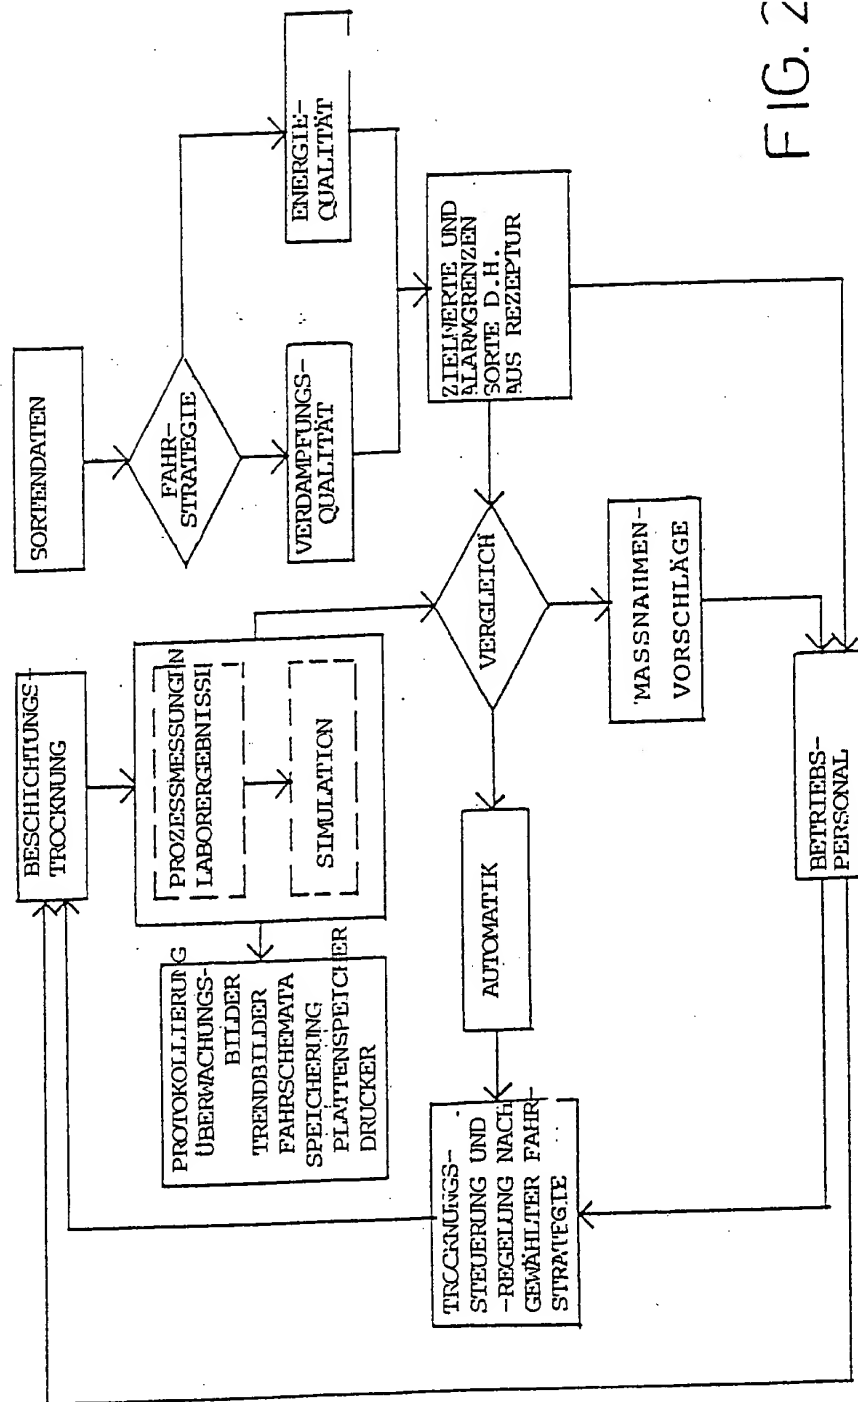 SORTENDATEN
FAHR-
STRATEGIE
VERDAMPFUNGS-
QUALITÄT
ENERGIE-
QUALITÄT
ZIELWERTE UND
ALARMGRENZEN
SORTE D.H.
AUS REZEPTUR
BESCHICHTUNGS-
TROCKNUNG
PROZESSMESSUNGEN
LABORERGEBNISSE
SIMULATION
VERGLEICH
MASSNAHMEN-
VORSCHLÄGE
PROTOKOLLIERUNG
ÜBERWACHUNGS-
BILDER
TRENDBILDER
FAHRSCHEMATA
SPEICHERUNG
PLATTENSPEICHER
DRUCKER
AUTOMATIK
BETRIEBS-
PERSONAL
TROCKNUNGS-
STEUERUNG UND
-REGELUNG NACH
GEWÄHLTER FAHR-
STRATEGIE
FIG. 2